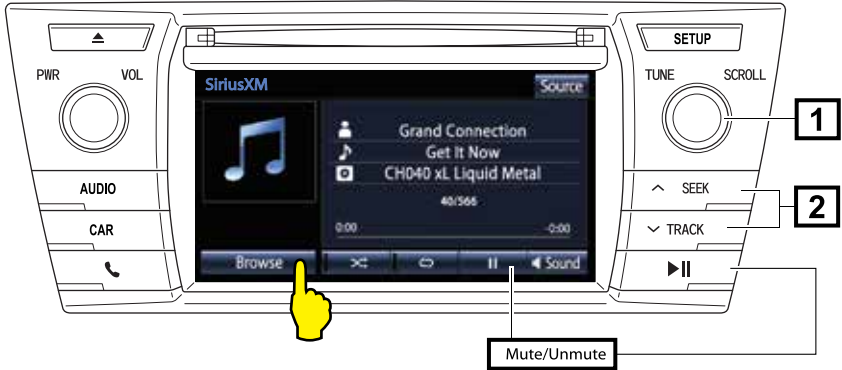 SETUP
PWR VOL
TUNE SCROLL
SiriusXM
Source
Grand Connection
Get It Now
CH040 xL Liquid Metal
40/566
0:00 -0:00
1
AUDIO
SEEK
2
CAR
TRACK
Browse
Sound
Mute/Unmute